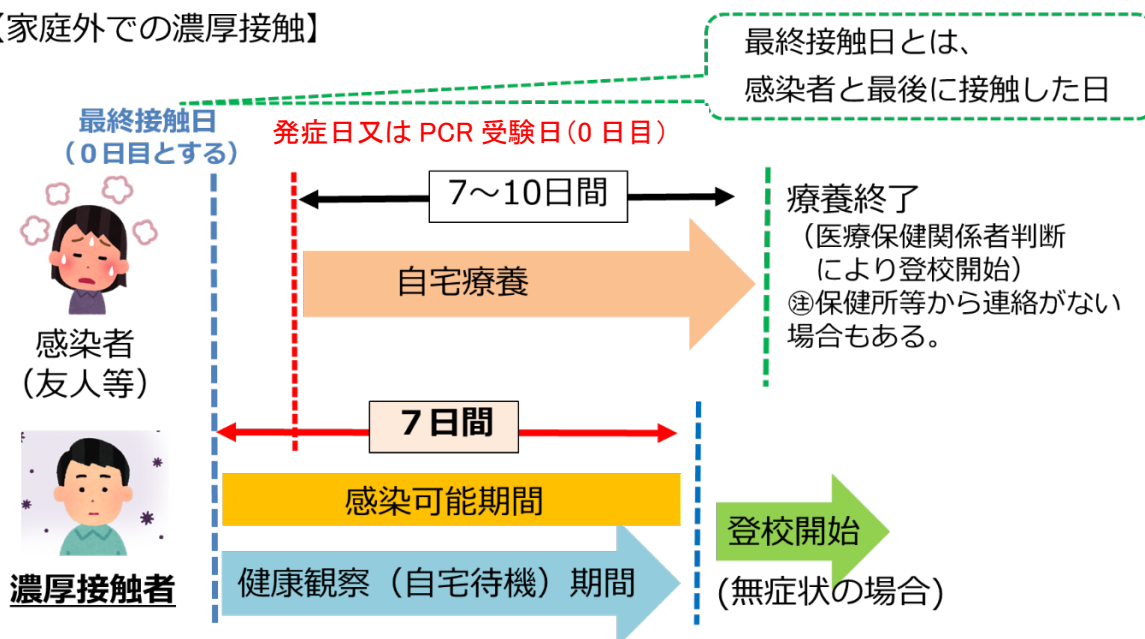 【家庭外での濃厚接触】
最終接触日とは、
感染者と最後に接触した日
最終接触日
（０日目とする）
発症日又は PCR 受験日（0 日目）
7～10日間
自宅療養
療養終了
（医療保健関係者判断
により登校開始）
㊟保健所等から連絡がない
場合もある。
感染者
（友人等）
７日間
感染可能期間
健康観察（自宅待機）期間
登校開始
(無症状の場合)
濃厚接触者